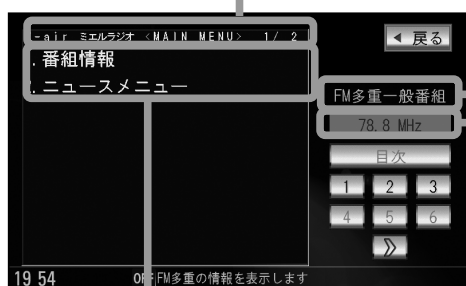 -air ミエルラジオ <MAIN MENU> 1/ 2
◀ 戻る
. 番組情報
. ニュースメニュー
FM多重一般番組
78.8 MHz
目次
1 2 3
4 5 6
19 54 OFF FM多重の情報を表示します